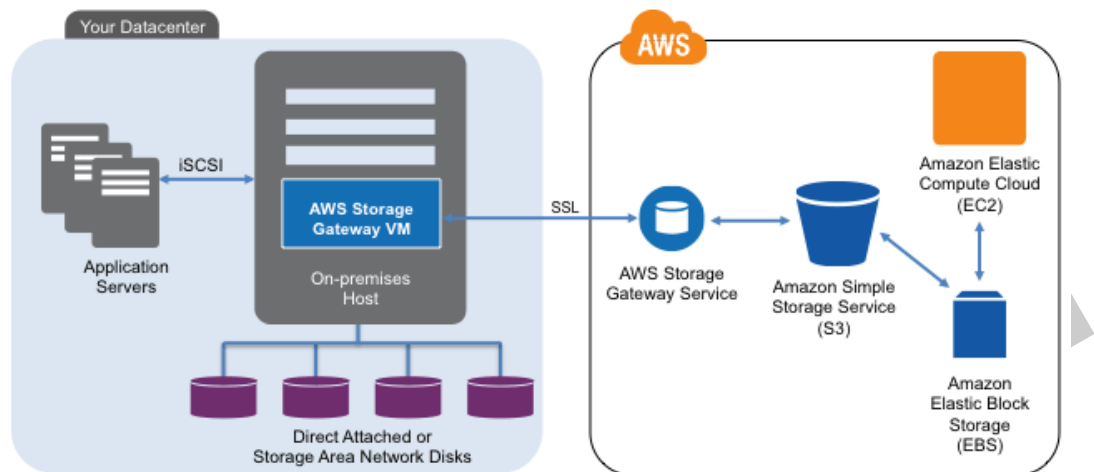 Your Datacenter
AWS
iSCSI
AWS Storage
Gateway VM
SSL
Application
Servers
On-premises
Host
Direct Attached or
Storage Area Network Disks
AWS Storage
Gateway Service
Amazon Simple
Storage Service
(S3)
Amazon Elastic
Compute Cloud
(EC2)
Amazon
Elastic Block
Storage
(EBS)